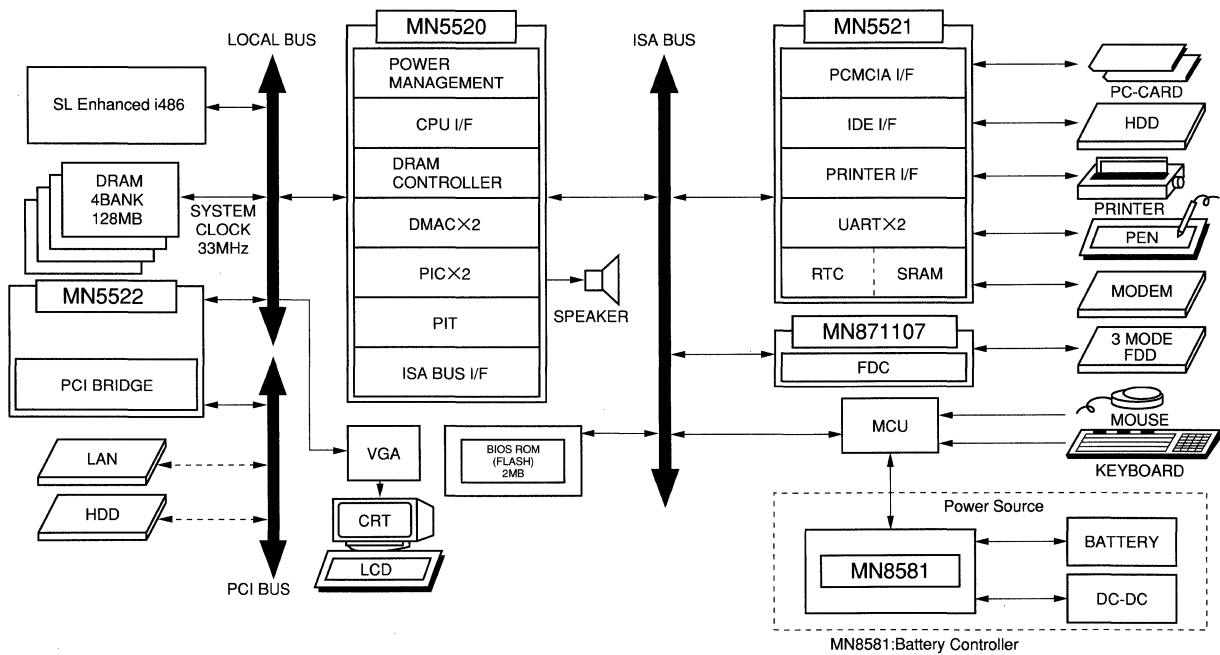 LOCAL BUS
SL Enhanced i486
DRAM
4BANK
128MB
SYSTEM
CLOCK
33MHz
MN5522
PCI BRIDGE
LAN
HDD
PCI BUS
MN5520
POWER
MANAGEMENT
CPU I/F
DRAM
CONTROLLER
DMAC×2
PIC×2
PIT
ISA BUS I/F
SPEAKER
VGA
CRT
LCD
BIOS ROM
(FLASH)
2MB
ISA BUS
MN5521
PCMCIA I/F
IDE I/F
PRINTER I/F
UART×2
RTC SRAM
MN871107
FDC
MCU
PC-CARD
HDD
PRINTER
PEN
MODEM
3 MODE
FDD
MOUSE
KEYBOARD
Power Source
MN8581
BATTERY
DC-DC
MN8581:Battery Controller